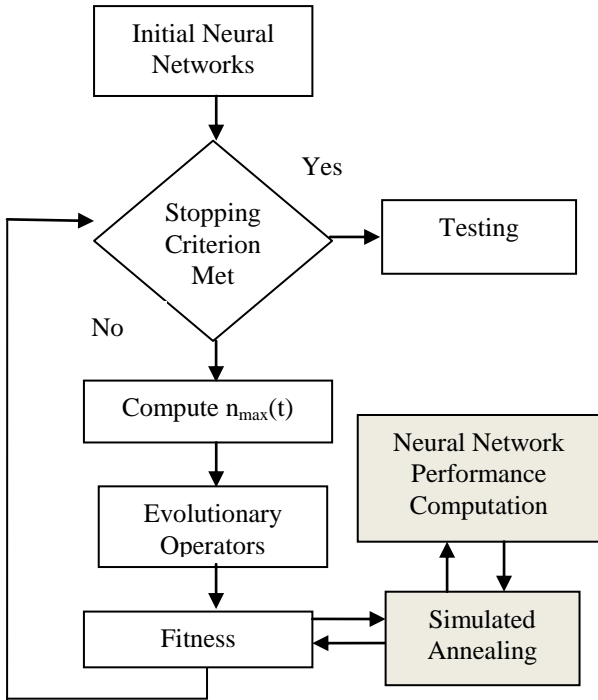 Initial Neural
Networks
Yes
Stopping
Criterion
Met
Testing
No
Compute nmax(t)
Neural Network
Performance
Computation
Evolutionary
Operators
Fitness
Simulated
Annealing